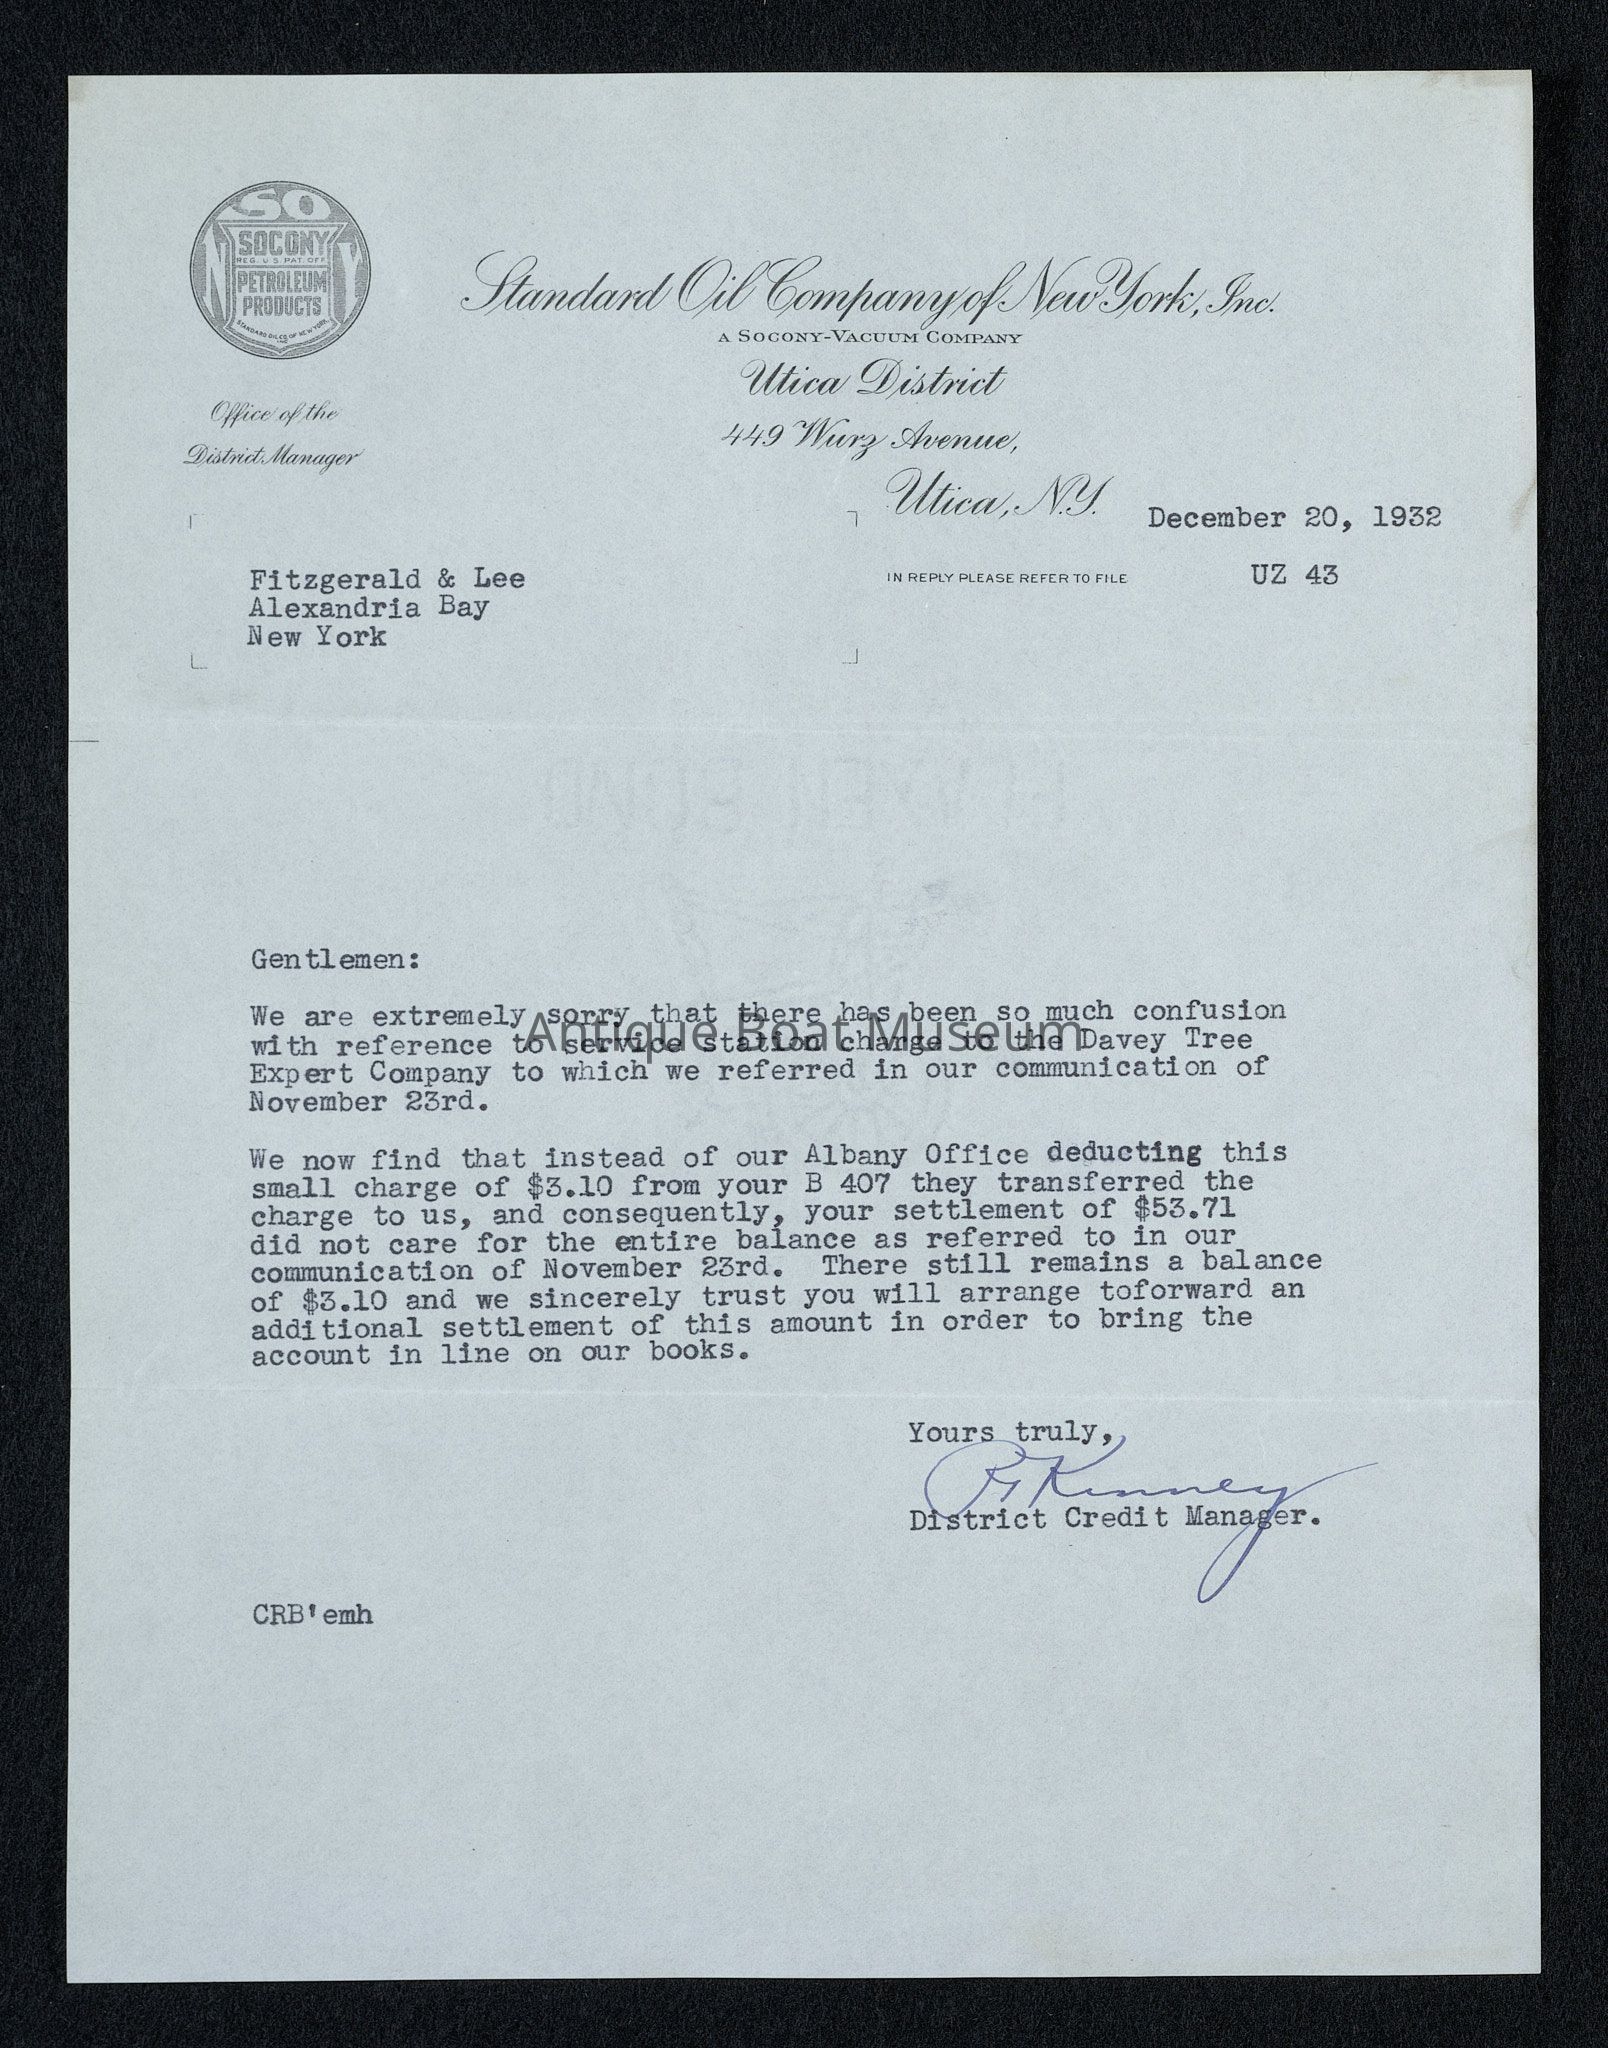 SO
NY
SOCONY
REG. U.S. PAT. OFF.
PETROLEUM
PRODUCTS
STANDARD OIL CO. OF NEW YORK
INC.
Standard Oil Company of New York, Inc.
A SOCONY-VACUUM COMPANY
Utica District
449 Wurz Avenue,
Utica, N.Y.
Office of the
District Manager
December 20, 1932
IN REPLY PLEASE REFER TO FILE UZ 43
Fitzgerald & Lee
Alexandria Bay
New York
Gentlemen:
We are extremely sorry that there has been so much confusion
with reference to service station charge to the Davey Tree
Expert Company to which we referred in our communication of
November 23rd.
Antique Boat Museum
We now find that instead of our Albany Office deducting this
small charge of $3.10 from your B 407 they transferred the
charge to us, and consequently, your settlement of $53.71
did not care for the entire balance as referred to in our
communication of November 23rd. There still remains a balance
of $3.10 and we sincerely trust you will arrange toforward an
additional settlement of this amount in order to bring the
account in line on our books.
Yours truly,
Kinney
District Credit Manager.
CRB'emh